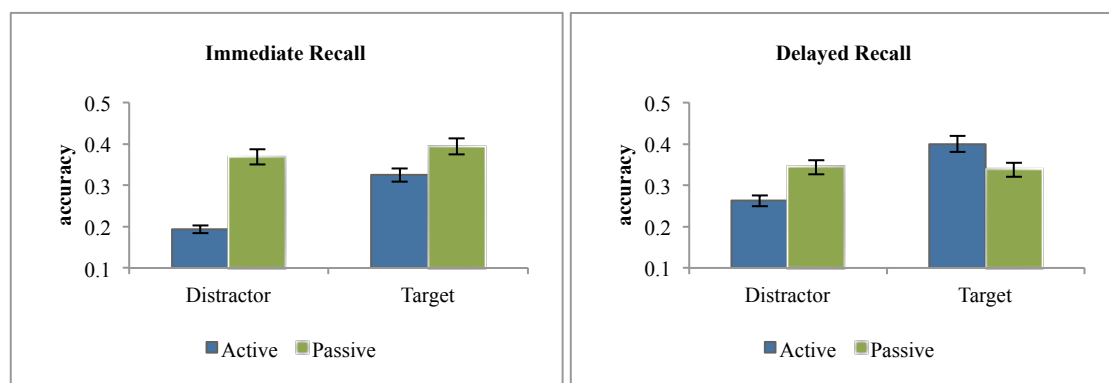 Immediate Recall
accuracy
0.5
0.4
0.3
0.2
0.1
Distractor Target
Active Passive
Delayed Recall
accuracy
0.5
0.4
0.3
0.2
0.1
Distractor Target
Active Passive